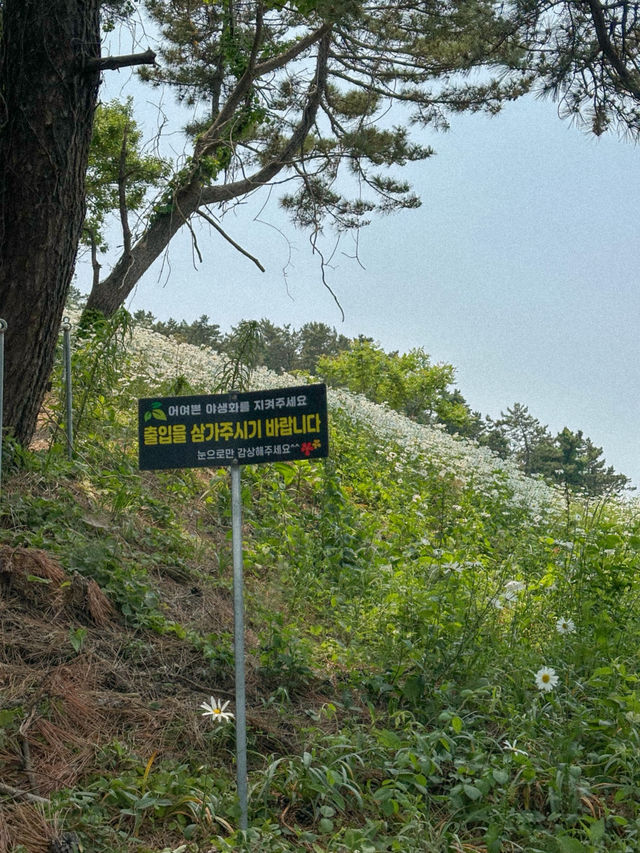 어여쁜 야생화를 지켜주세요
출입을 삼가주시기 바랍니다
눈으로만 감상해주세요^^